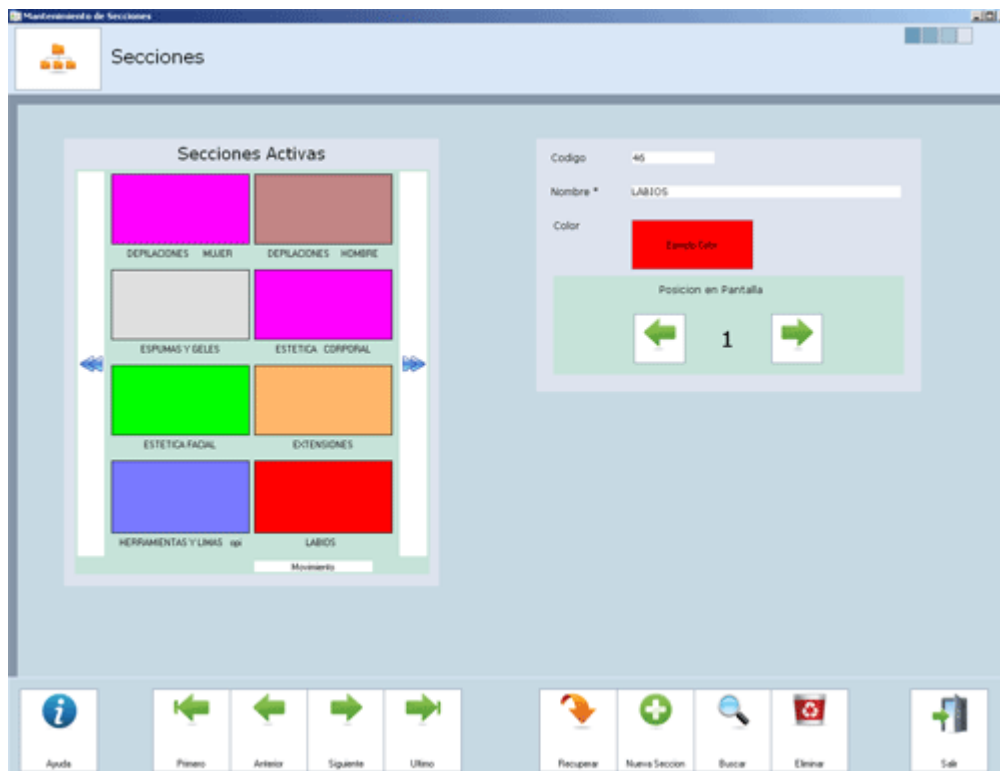 Mantenimiento de Secciones
Secciones
Secciones Activas
DEPILACIONES MUJER
DEPILACIONES HOMBRE
ESPUMAS Y GELES
ESTETICA CORPORAL
ESTETICA FACIAL
EXTENSIONES
HERRAMIENTAS Y LIMAS opi
LABIOS
Movimiento
Codigo 46
Nombre * LABIOS
Color
Ejemplo Color
Posicion en Pantalla
1
Ayuda
Primero
Anterior
Siguiente
Ultimo
Recuperar
Nueva Seccion
Buscar
Eliminar
Salir